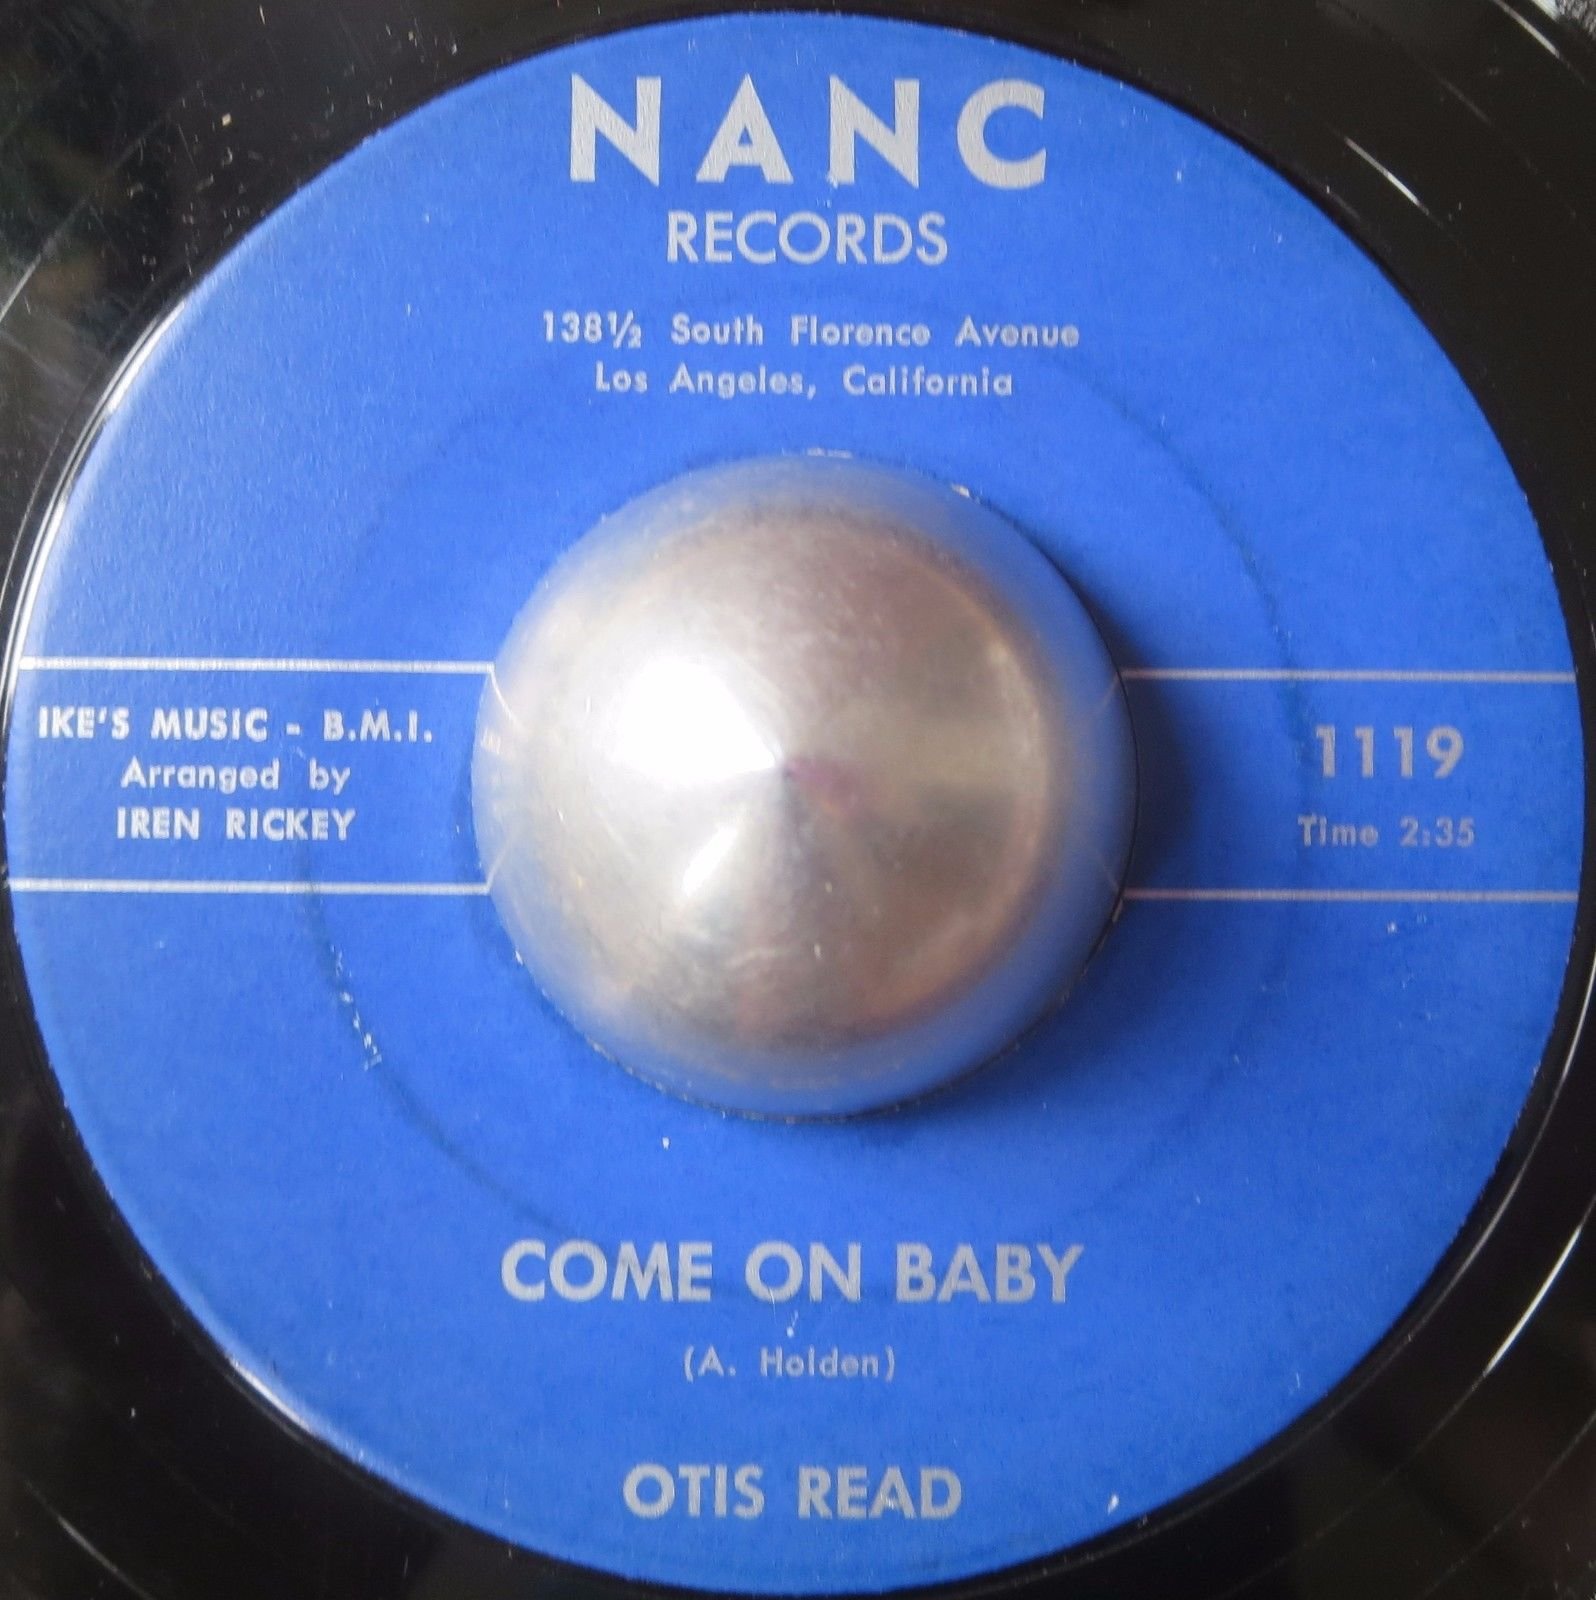 NANC
RECORDS
138½ South Florence Avenue
Los Angeles, California
IKE'S MUSIC - B.M.I.
Arranged by
IREN RICKEY
1119
Time 2:35
COME ON BABY
(A. Holden)
OTIS READ